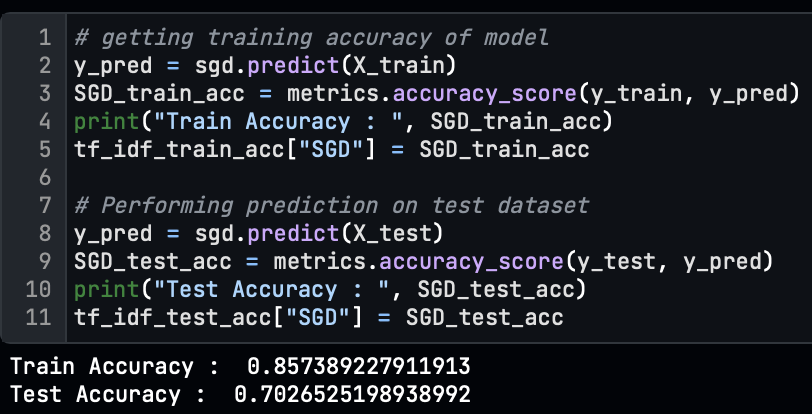 1 # getting training accuracy of model
2 y_pred = sgd.predict(X_train)
3 SGD_train_acc = metrics.accuracy_score(y_train, y_pred)
4 print("Train Accuracy : ", SGD_train_acc)
5 tf_idf_train_acc["SGD"] = SGD_train_acc
6
7 # Performing prediction on test dataset
8 y_pred = sgd.predict(X_test)
9 SGD_test_acc = metrics.accuracy_score(y_test, y_pred)
10 print("Test Accuracy : ", SGD_test_acc)
11 tf_idf_test_acc["SGD"] = SGD_test_acc
Train Accuracy :  0.857389227911913
Test Accuracy :  0.7026525198938992